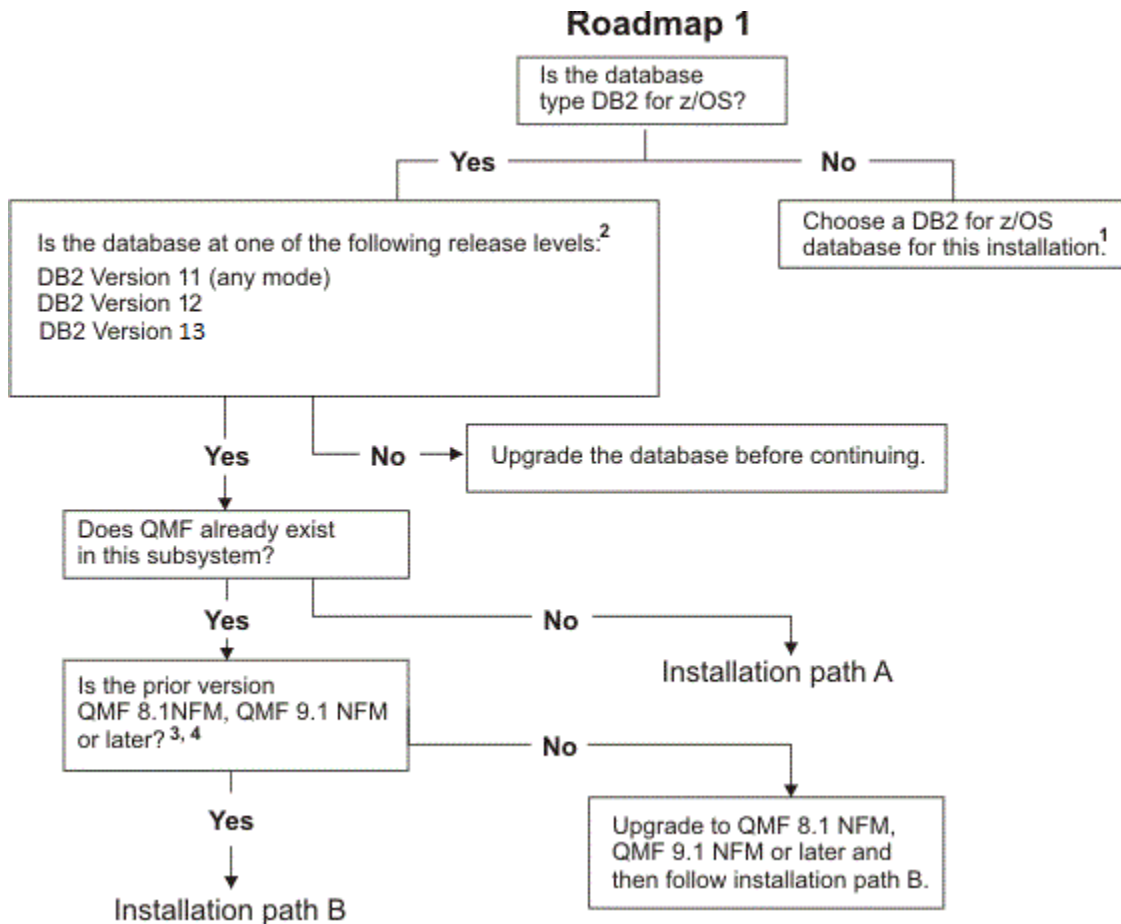 Roadmap 1
Is the database
type DB2 for z/OS?
Yes
No
Is the database at one of the following release levels:2
DB2 Version 11 (any mode)
DB2 Version 12
DB2 Version 13
Choose a DB2 for z/OS
database for this installation.1
Yes
No
Upgrade the database before continuing.
Does QMF already exist
in this subsystem?
Yes
No
Installation path A
Is the prior version
QMF 8.1NFM, QMF 9.1 NFM
or later? 3, 4
No
Yes
Upgrade to QMF 8.1 NFM,
QMF 9.1 NFM or later and
then follow installation path B.
Installation path B